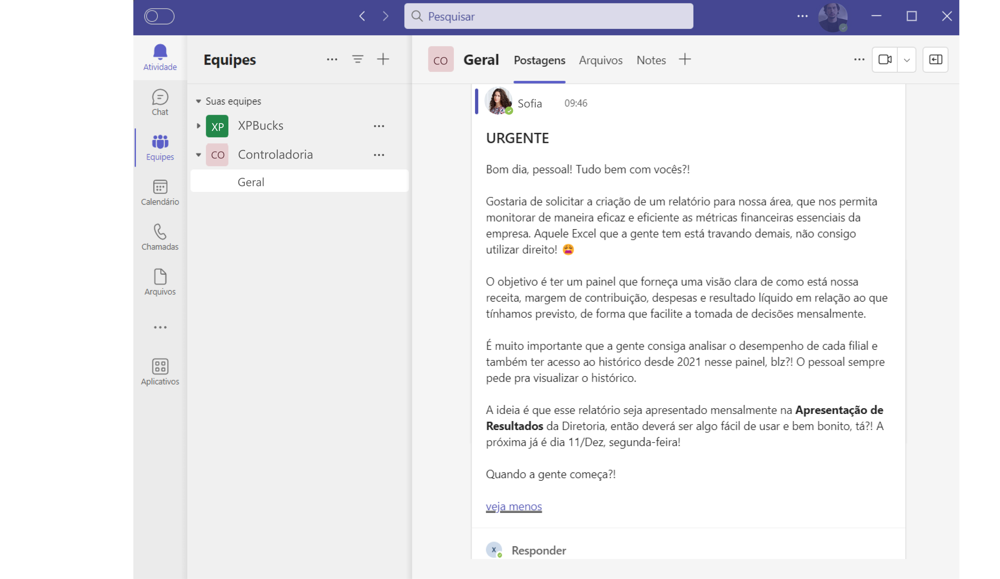 Pesquisar
Atividade
Chat
Equipes
Calendário
Chamadas
Arquivos
Aplicativos
Equipes
Suas equipes
XP XPBucks
CO Controladoria
Geral
CO Geral Postagens Arquivos Notes
Sofia 09:46
URGENTE
Bom dia, pessoal! Tudo bem com vocês?!
Gostaria de solicitar a criação de um relatório para nossa área, que nos permita
monitorar de maneira eficaz e eficiente as métricas financeiras essenciais da
empresa. Aquele Excel que a gente tem está travando demais, não consigo
utilizar direito! 😩
O objetivo é ter um painel que forneça uma visão clara de como está nossa
receita, margem de contribuição, despesas e resultado líquido em relação ao que
tínhamos previsto, de forma que facilite a tomada de decisões mensalmente.
É muito importante que a gente consiga analisar o desempenho de cada filial e
também ter acesso ao histórico desde 2021 nesse painel, blz?! O pessoal sempre
pede pra visualizar o histórico.
A ideia é que esse relatório seja apresentado mensalmente na Apresentação de
Resultados da Diretoria, então deverá ser algo fácil de usar e bem bonito, tá?! A
próxima já é dia 11/Dez, segunda-feira!
Quando a gente começa?!
veja menos
X Responder